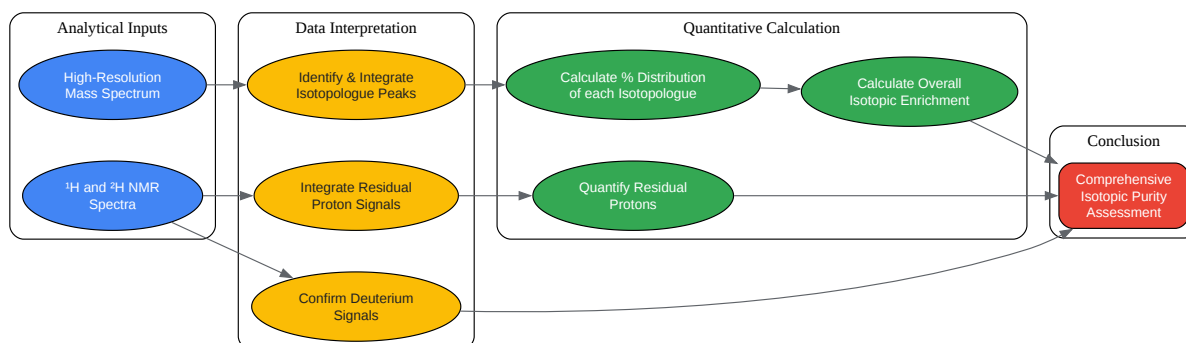 Analytical Inputs
High-Resolution
Mass Spectrum
¹H and ²H NMR
Spectra
Data Interpretation
Identify & Integrate
Isotopologue Peaks
Integrate Residual
Proton Signals
Confirm Deuterium
Signals
Quantitative Calculation
Calculate % Distribution
of each Isotopologue
Calculate Overall
Isotopic Enrichment
Quantify Residual
Protons
Conclusion
Comprehensive
Isotopic Purity
Assessment